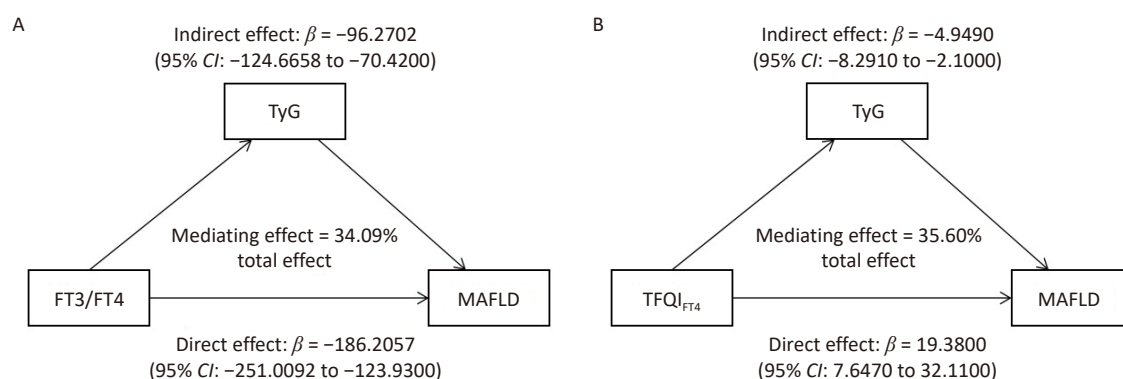 A
Indirect effect: β = −96.2702
(95% CI: −124.6658 to −70.4200)
TyG
Mediating effect = 34.09%
total effect
FT3/FT4
MAFLD
Direct effect: β = −186.2057
(95% CI: −251.0092 to −123.9300)
B
Indirect effect: β = −4.9490
(95% CI: −8.2910 to −2.1000)
TyG
Mediating effect = 35.60%
total effect
TFQI_FT4
MAFLD
Direct effect: β = 19.3800
(95% CI: 7.6470 to 32.1100)